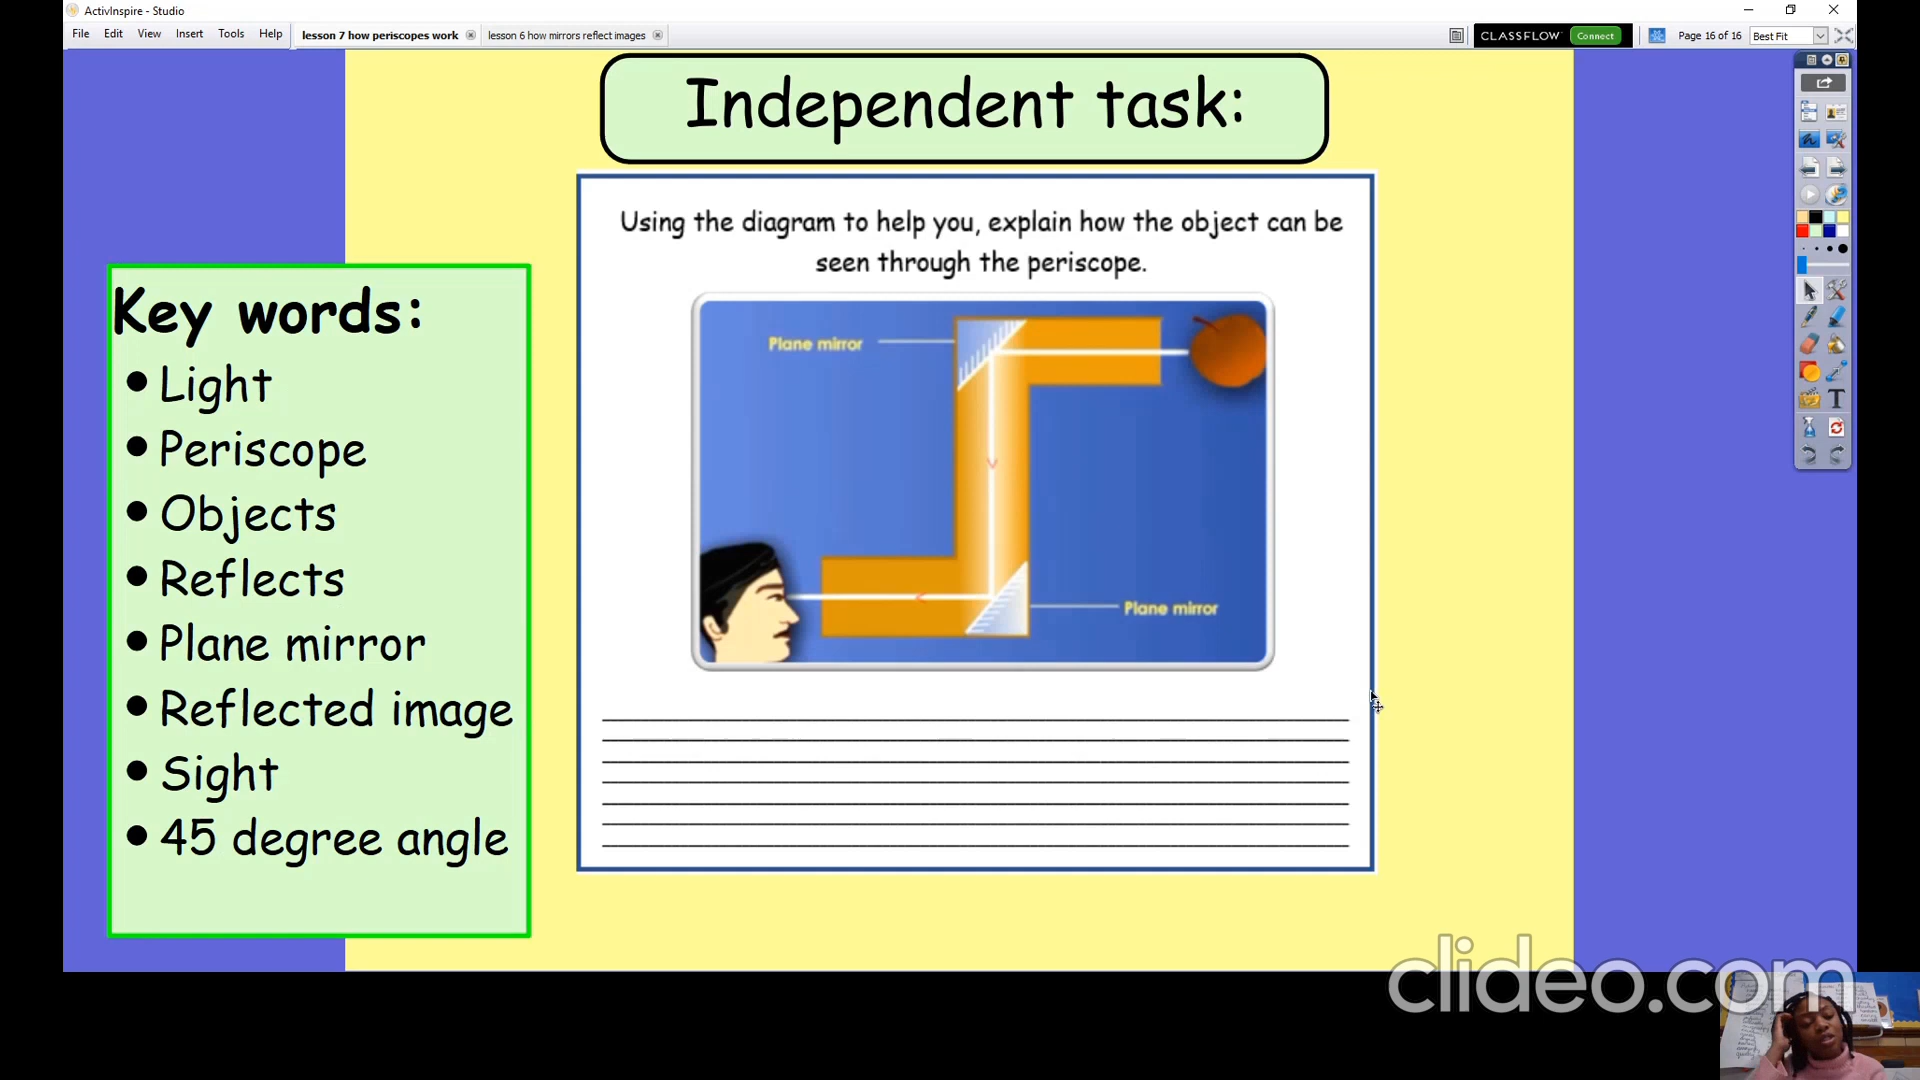 ActivInspire - Studio
File Edit View Insert Tools Help
lesson 7 how periscopes work
lesson 6 how mirrors reflect images
CLASSFLOW
Connect
Page 16 of 16
Best Fit
Independent task:
Using the diagram to help you, explain how the object can be
seen through the periscope.
Plane mirror
Plane mirror
Key words:
• Light
• Periscope
• Objects
• Reflects
• Plane mirror
• Reflected image
• Sight
• 45 degree angle
clideo.com